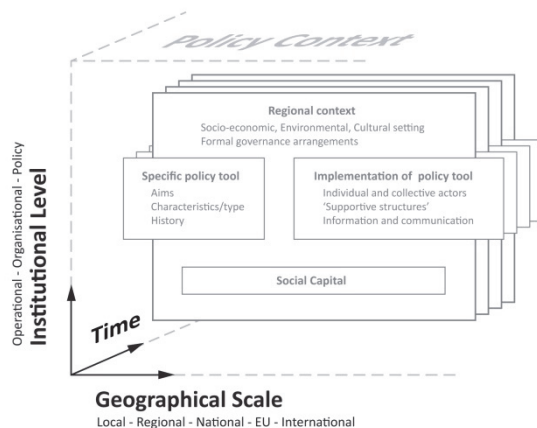 Policy Context
Regional context
Socio-economic, Environmental, Cultural setting
Formal governance arrangements
Specific policy tool
Aims
Characteristics/type
History
Implementation of policy tool
Individual and collective actors
‘Supportive structures’
Information and communication
Social Capital
Operational - Organisational - Policy
Institutional Level
Time
Geographical Scale
Local - Regional - National - EU - International